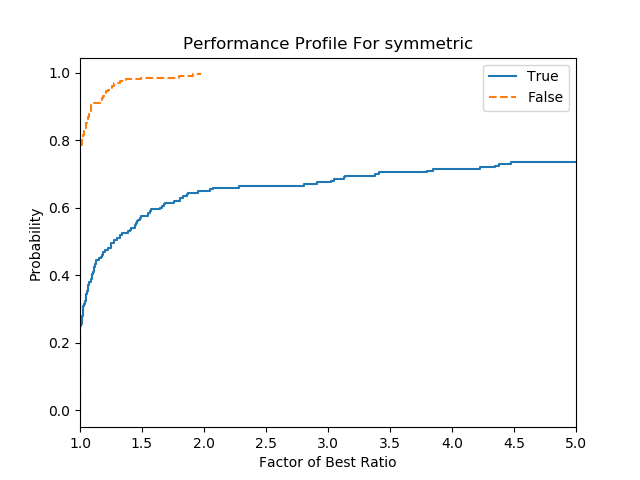 Performance Profile For symmetric
True
False
Probability
1.0
0.8
0.6
0.4
0.2
0.0
1.0 1.5 2.0 2.5 3.0 3.5 4.0 4.5 5.0
Factor of Best Ratio